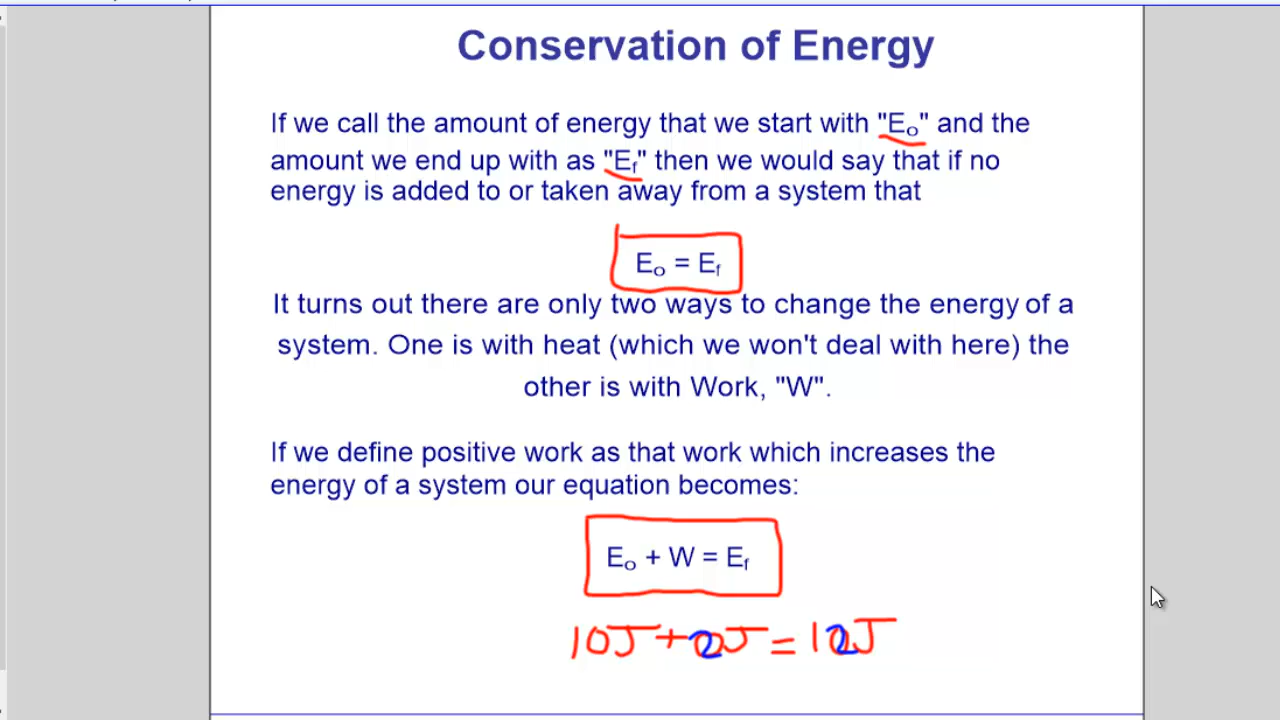 Conservation of Energy
If we call the amount of energy that we start with "Eₒ" and the
amount we end up with as "E_f" then we would say that if no
energy is added to or taken away from a system that
Eₒ = E_f
It turns out there are only two ways to change the energy of a
system. One is with heat (which we won't deal with here) the
other is with Work, "W".
If we define positive work as that work which increases the
energy of a system our equation becomes:
Eₒ + W = E_f
10J + 2J = 12J